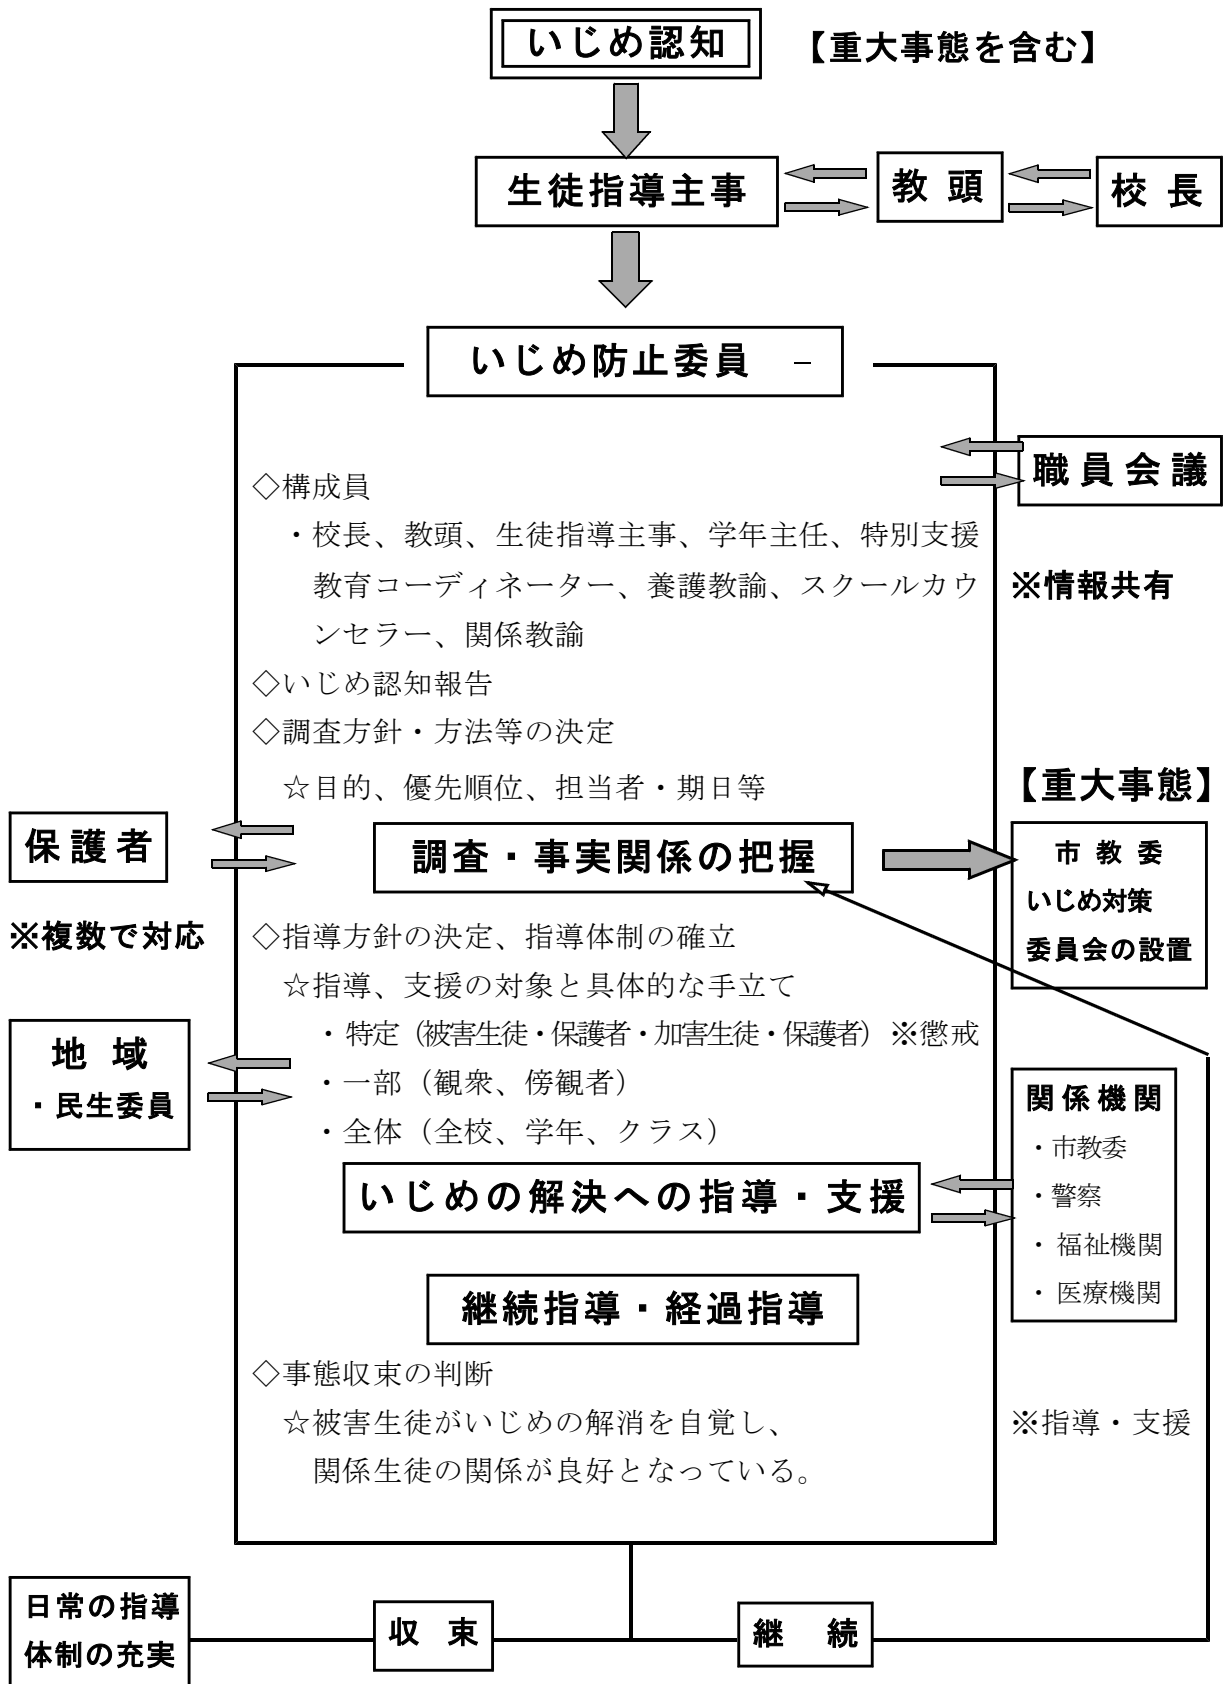 いじめ認知
【重大事態を含む】
生徒指導主事
教 頭
校 長
いじめ防止委員 −
職員会議
◇構成員
・校長、教頭、生徒指導主事、学年主任、特別支援
教育コーディネーター、養護教諭、スクールカウ
ンセラー、関係教諭
※情報共有
◇いじめ認知報告
◇調査方針・方法等の決定
☆目的、優先順位、担当者・期日等
【重大事態】
保護者
調査・事実関係の把握
市 教 委
いじめ対策
委員会の設置
※複数で対応
◇指導方針の決定、指導体制の確立
☆指導、支援の対象と具体的な手立て
・特定（被害生徒・保護者・加害生徒・保護者）※懲戒
・一部（観衆、傍観者）
・全体（全校、学年、クラス）
地 域
・民生委員
関係機関
・市教委
・警察
・福祉機関
・医療機関
いじめの解決への指導・支援
継続指導・経過指導
◇事態収束の判断
☆被害生徒がいじめの解消を自覚し、
関係生徒の関係が良好となっている。
※指導・支援
日常の指導
体制の充実
収 束
継 続